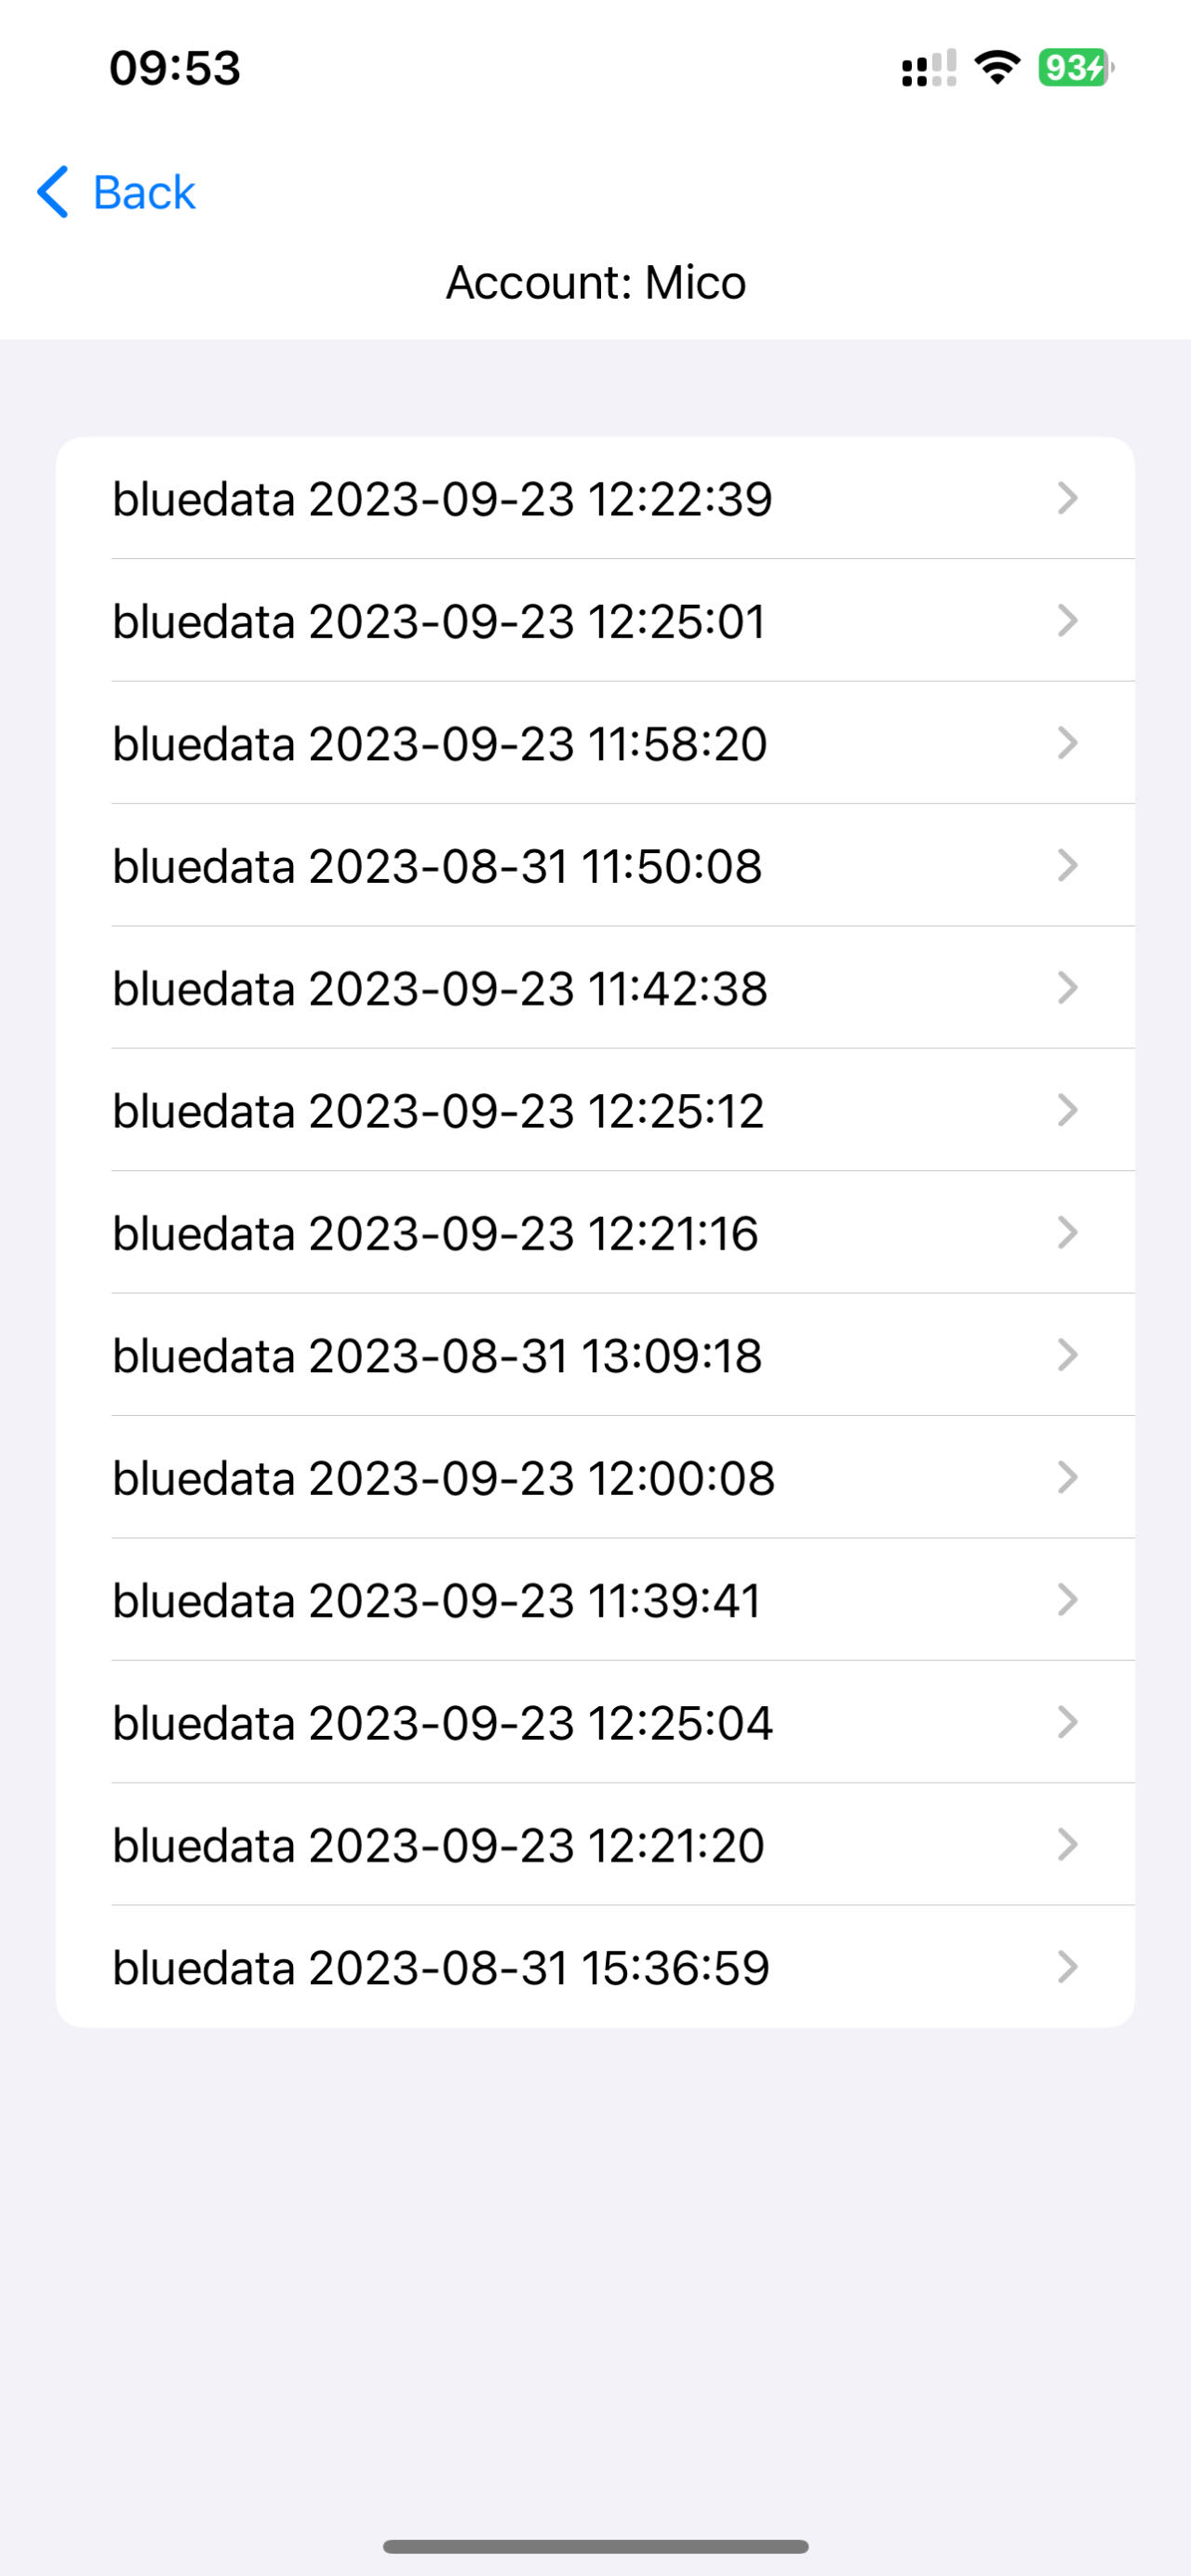 09:53
93
Back
Account: Mico
bluedata 2023-09-23 12:22:39
bluedata 2023-09-23 12:25:01
bluedata 2023-09-23 11:58:20
bluedata 2023-08-31 11:50:08
bluedata 2023-09-23 11:42:38
bluedata 2023-09-23 12:25:12
bluedata 2023-09-23 12:21:16
bluedata 2023-08-31 13:09:18
bluedata 2023-09-23 12:00:08
bluedata 2023-09-23 11:39:41
bluedata 2023-09-23 12:25:04
bluedata 2023-09-23 12:21:20
bluedata 2023-08-31 15:36:59